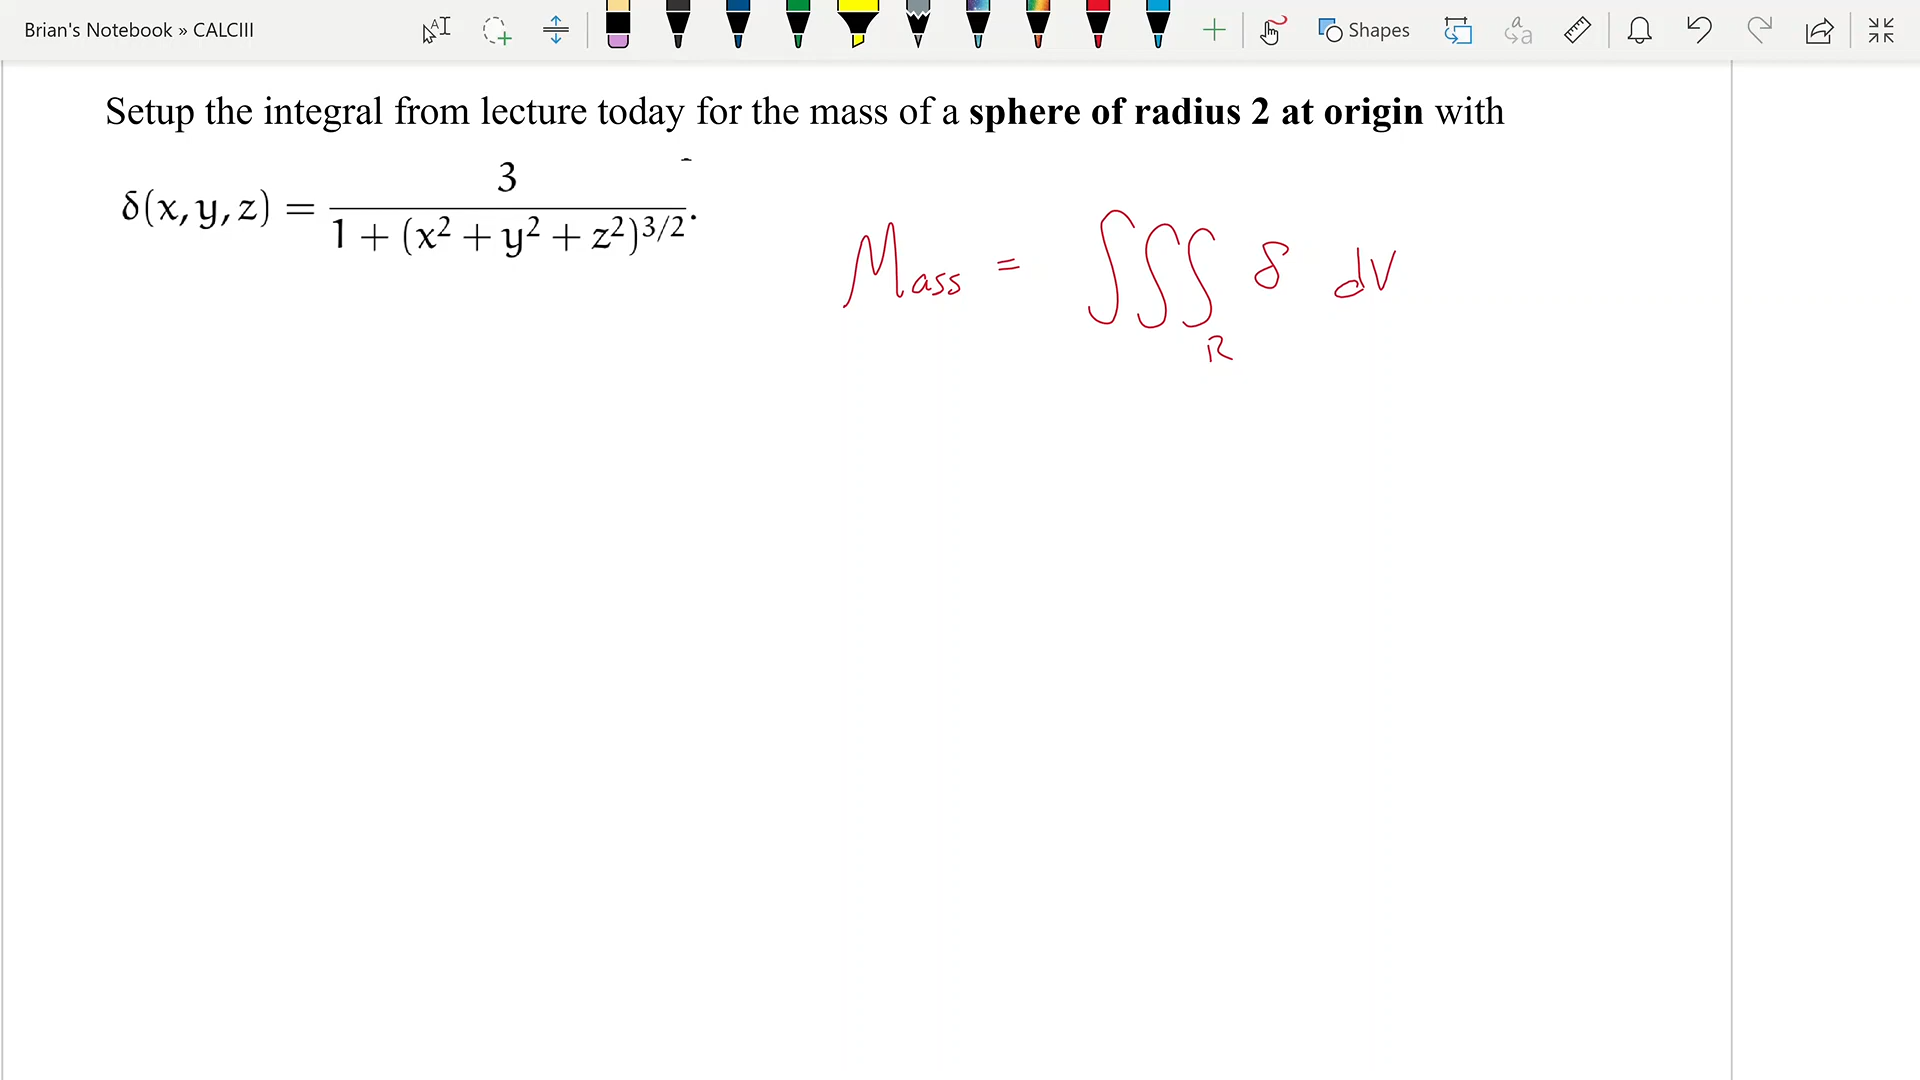 Brian's Notebook » CALCIII
Shapes
Setup the integral from lecture today for the mass of a sphere of radius 2 at origin with
δ(x, y, z) = 3 / (1 + (x² + y² + z²)^{3/2}).
Mass = ∭_R δ dV